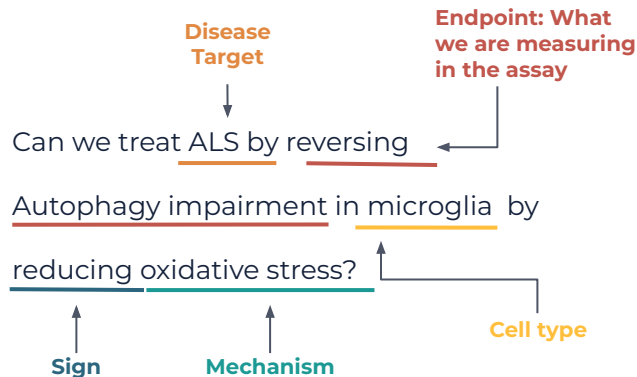 Disease
Target
Endpoint: What
we are measuring
in the assay
Can we treat ALS by reversing
Autophagy impairment in microglia by
reducing oxidative stress?
Cell type
Sign
Mechanism